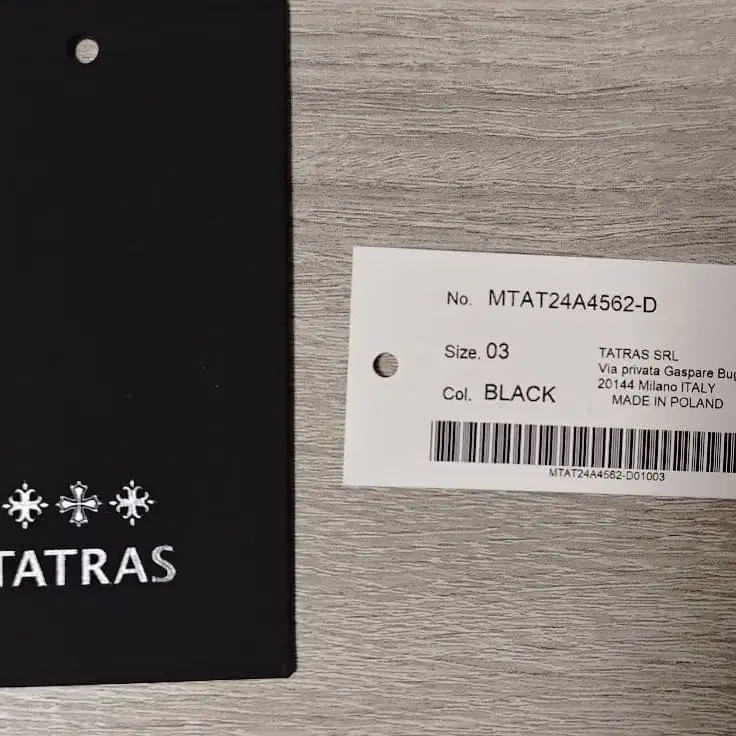 TATRAS
No. MTAT24A4562-D
Size. 03
Col. BLACK
TATRAS SRL
Via privata Gaspare
20144 Milano ITALY
MADE IN POLAND
MTAT24A4562-D01003